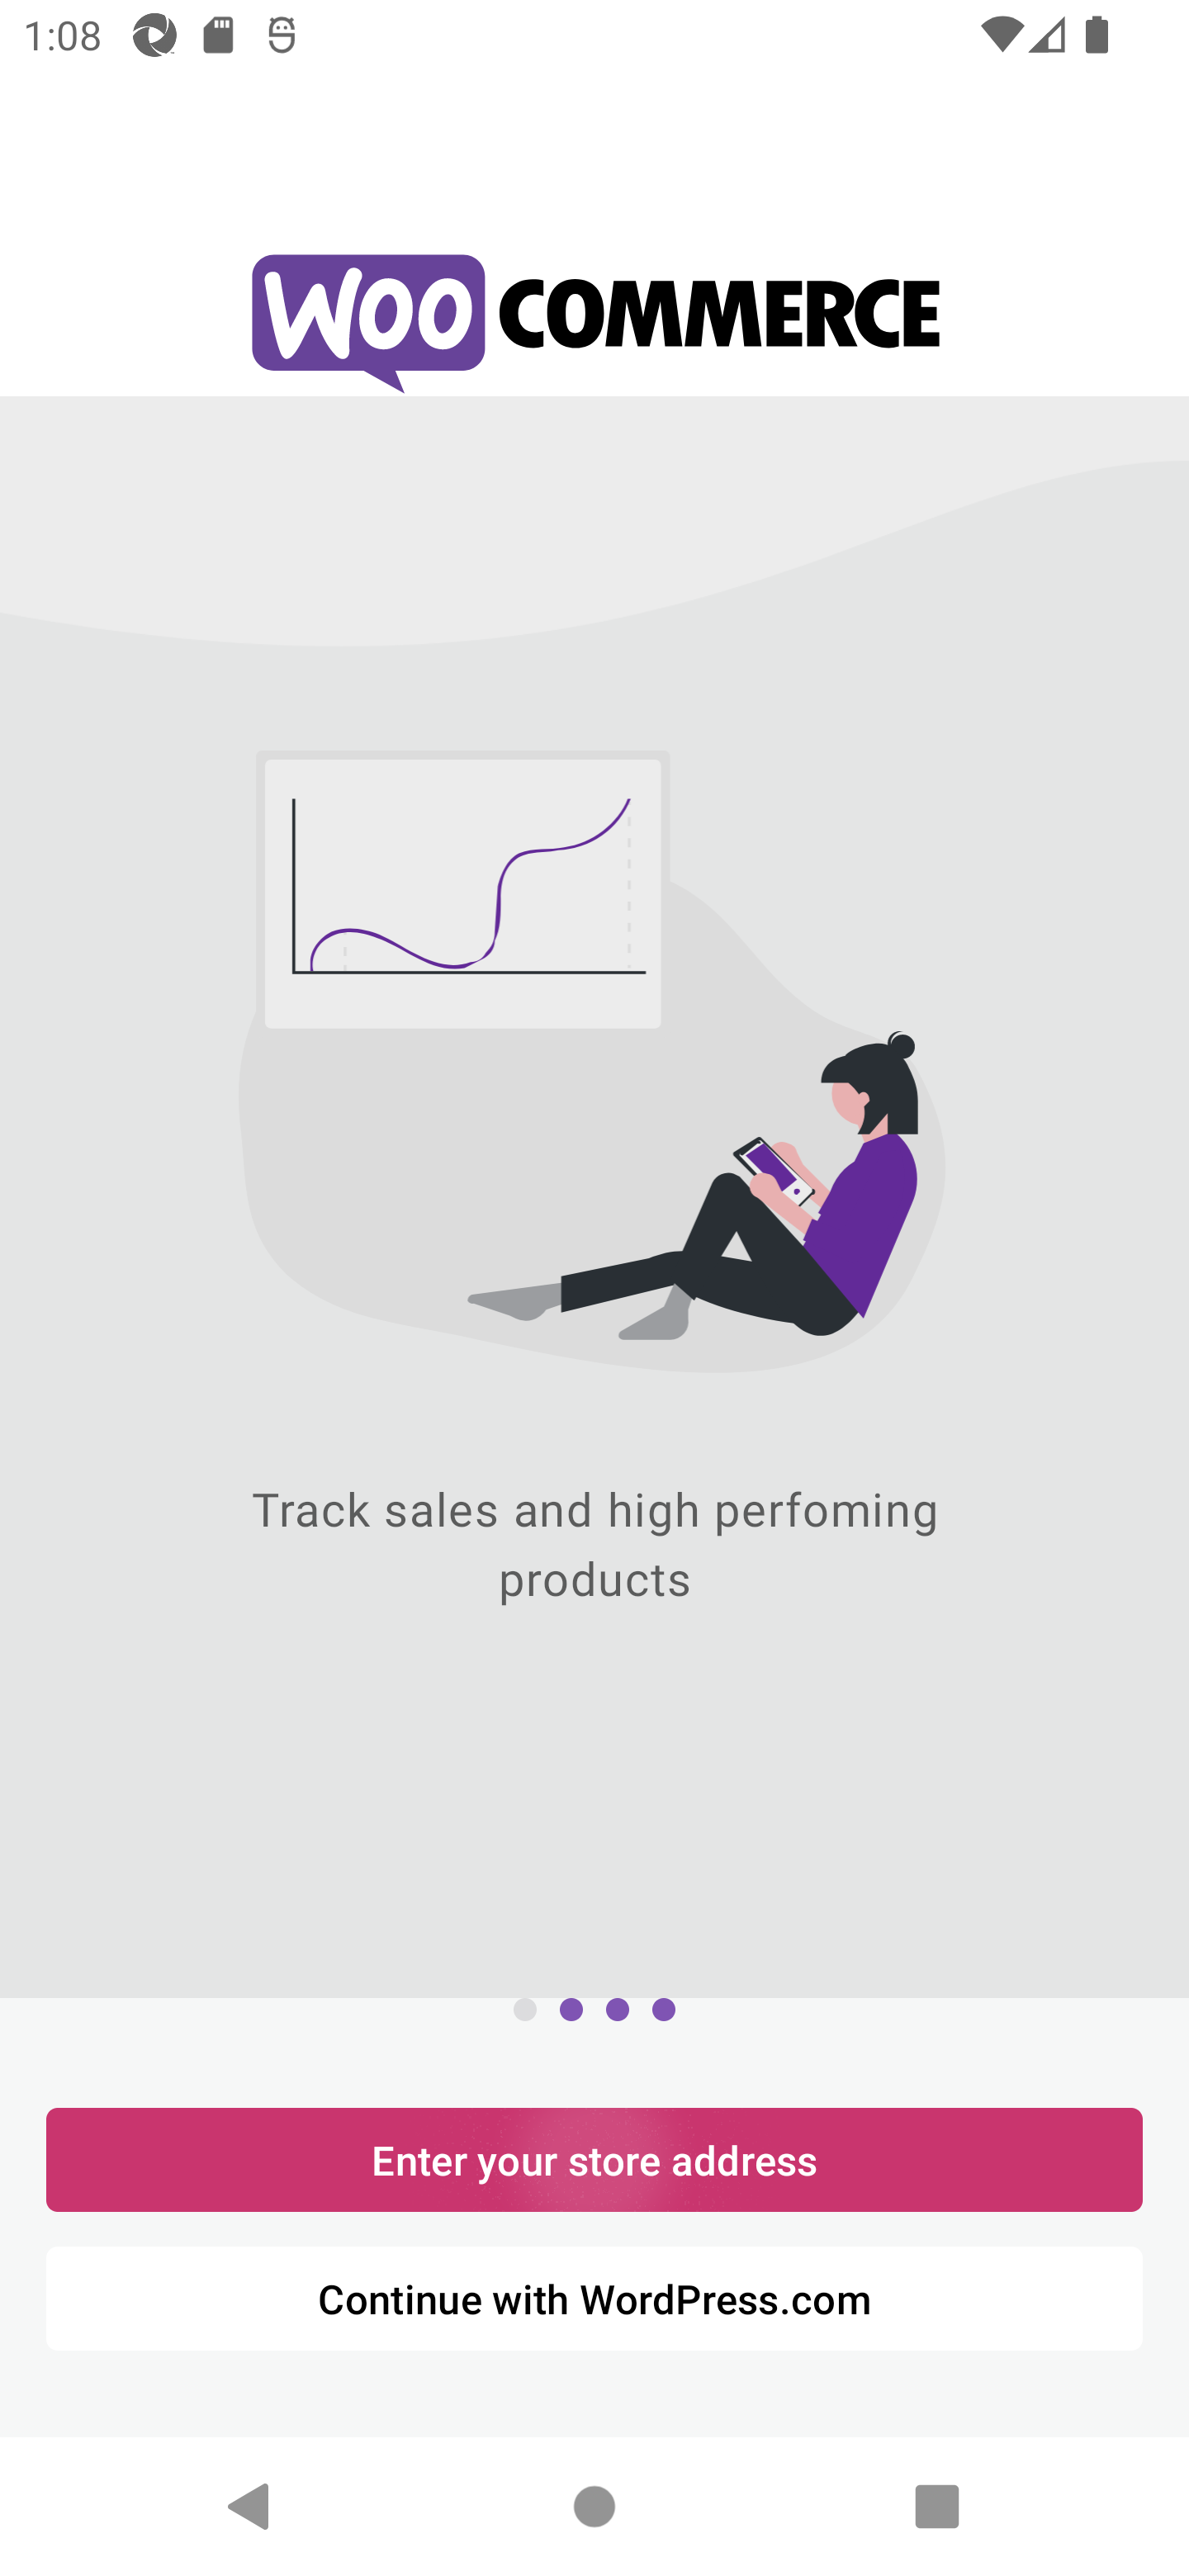 1:08
WOO COMMERCE
Track sales and high perfoming
products
Enter your store address
Continue with WordPress.com